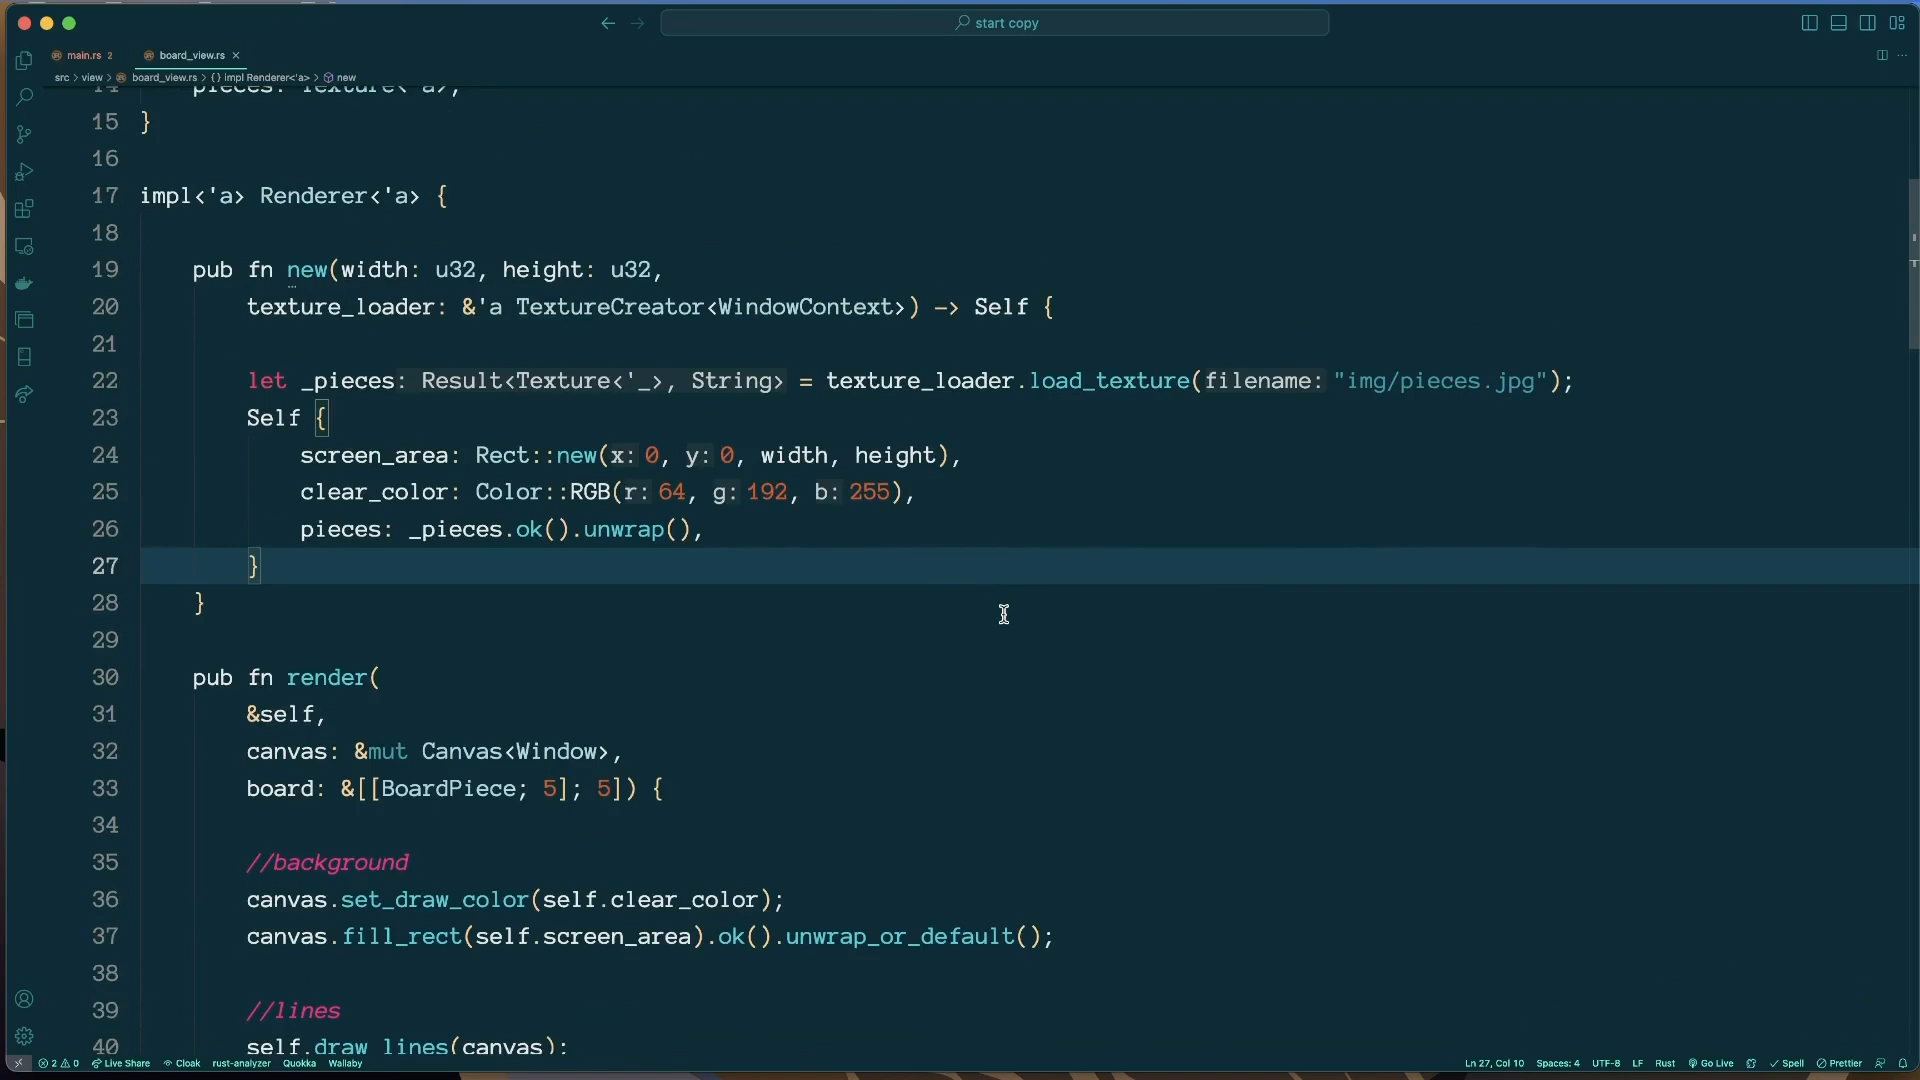 start copy
main.rs 2 board_view.rs
src > view > board_view.rs > {} impl Renderer<'a> > new
14 pieces: Texture<'a>,
15 }
16
17 impl<'a> Renderer<'a> {
18
19 pub fn new(width: u32, height: u32,
20 texture_loader: &'a TextureCreator<WindowContext>) -> Self {
21
22 let _pieces: Result<Texture<'_>, String> = texture_loader.load_texture(filename: "img/pieces.jpg");
23 Self {
24 screen_area: Rect::new(x: 0, y: 0, width, height),
25 clear_color: Color::RGB(r: 64, g: 192, b: 255),
26 pieces: _pieces.ok().unwrap(),
27 }
28 }
29
30 pub fn render(
31 &self,
32 canvas: &mut Canvas<Window>,
33 board: &[[BoardPiece; 5]; 5]) {
34
35 //background
36 canvas.set_draw_color(self.clear_color);
37 canvas.fill_rect(self.screen_area).ok().unwrap_or_default();
38
39 //lines
40 self.draw_lines(canvas);
2 0 Live Share Cloak rust-analyzer Quokka Wallaby Ln 27, Col 10 Spaces: 4 UTF-8 LF Rust Go Live Spell Prettier